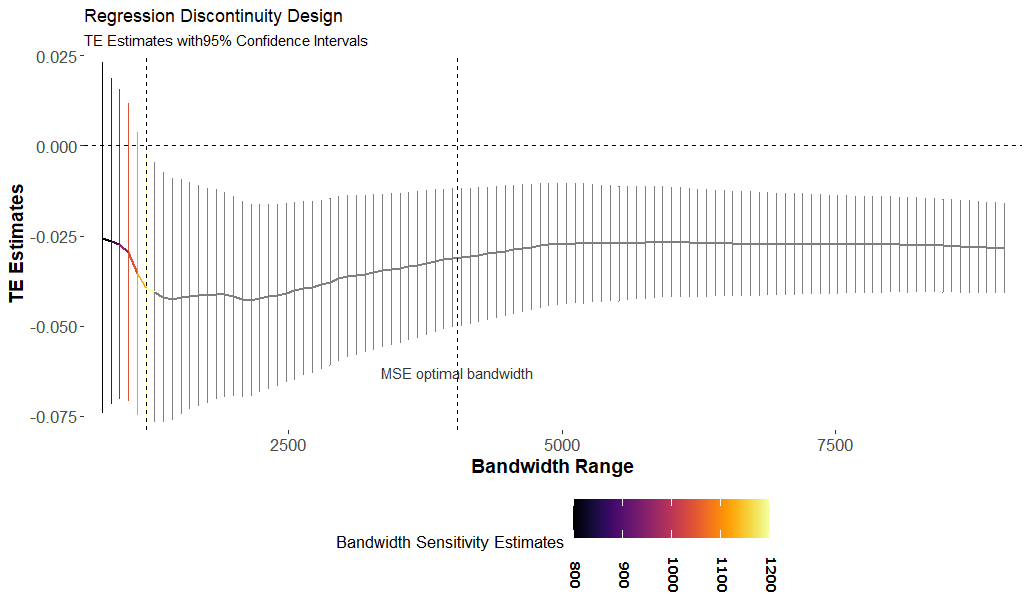 Regression Discontinuity Design
TE Estimates with95% Confidence Intervals
0.025
0.000
-0.025
-0.050
-0.075
TE Estimates
MSE optimal bandwidth
2500 5000 7500
Bandwidth Range
Bandwidth Sensitivity Estimates
800 900 1000 1100 1200